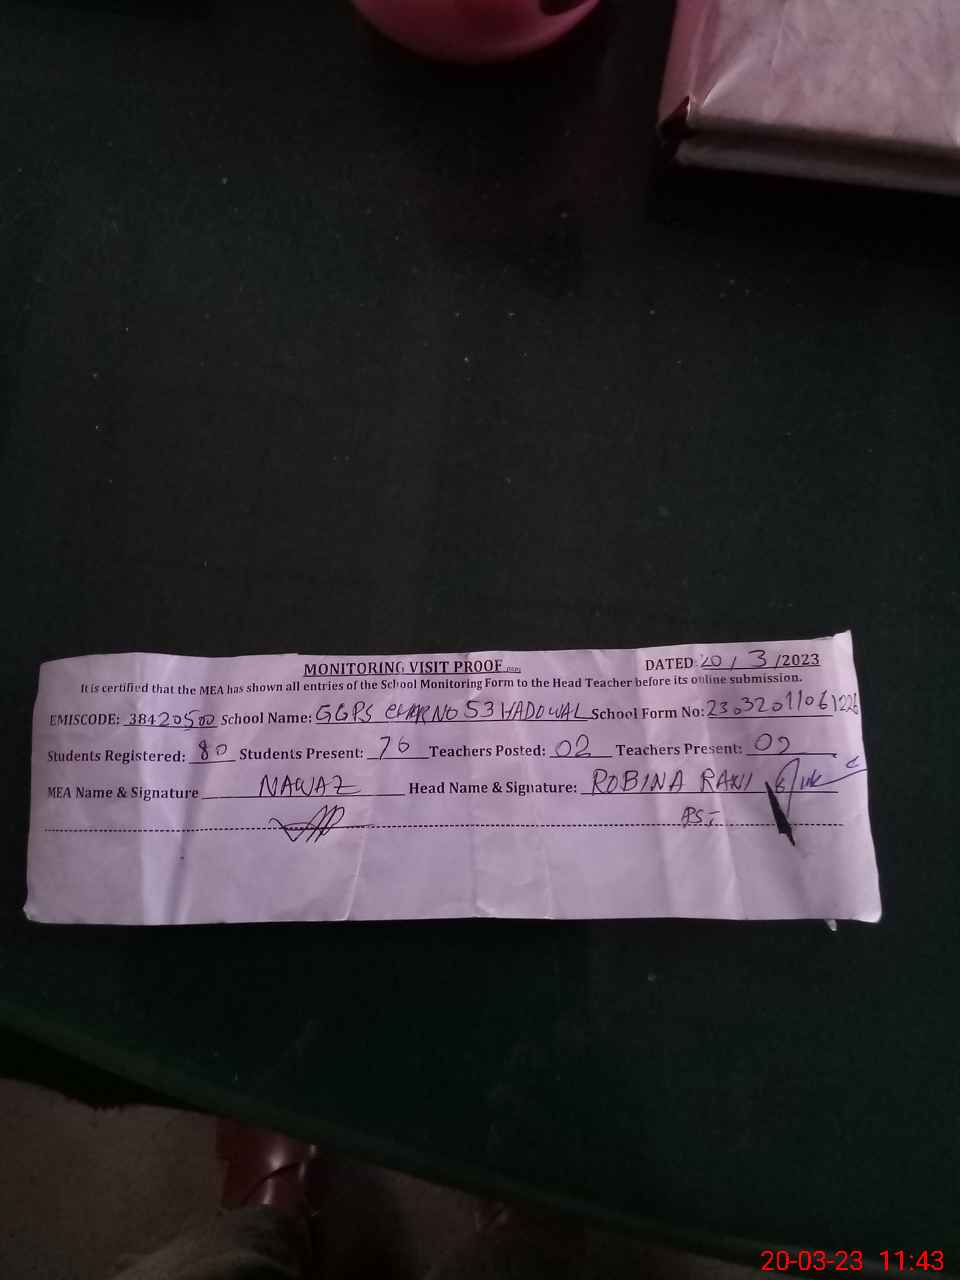 MONITORING VISIT PROOF
DATED: 20 / 3 /2023
It is certified that the MEA has shown all entries of the School Monitoring Form to the Head Teacher before its online submission.
EMISCODE: 38420500 School Name: GGPS CHAK NO 53 HADOWAL School Form No: 23032011061226
Students Registered: 80 Students Present: 76 Teachers Posted: 02 Teachers Present: 02
MEA Name & Signature NAWAZ Head Name & Signature: ROBINA RANI
PST
20-03-23 11:43